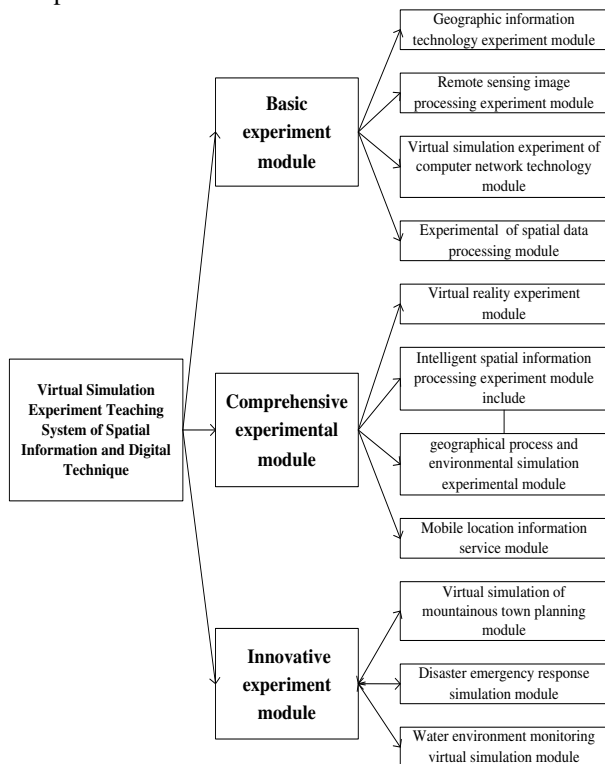 Geographic information
technology experiment module
Remote sensing image
processing experiment module
Basic
experiment
module
Virtual simulation experiment of
computer network technology
module
Experimental of spatial data
processing module
Virtual reality experiment
module
Intelligent spatial information
processing experiment module
include
Virtual Simulation
Experiment Teaching
System of Spatial
Information and Digital
Technique
Comprehensive
experimental
module
geographical process and
environmental simulation
experimental module
Mobile location information
service module
Virtual simulation of
mountainous town planning
module
Innovative
experiment
module
Disaster emergency response
simulation module
Water environment monitoring
virtual simulation module